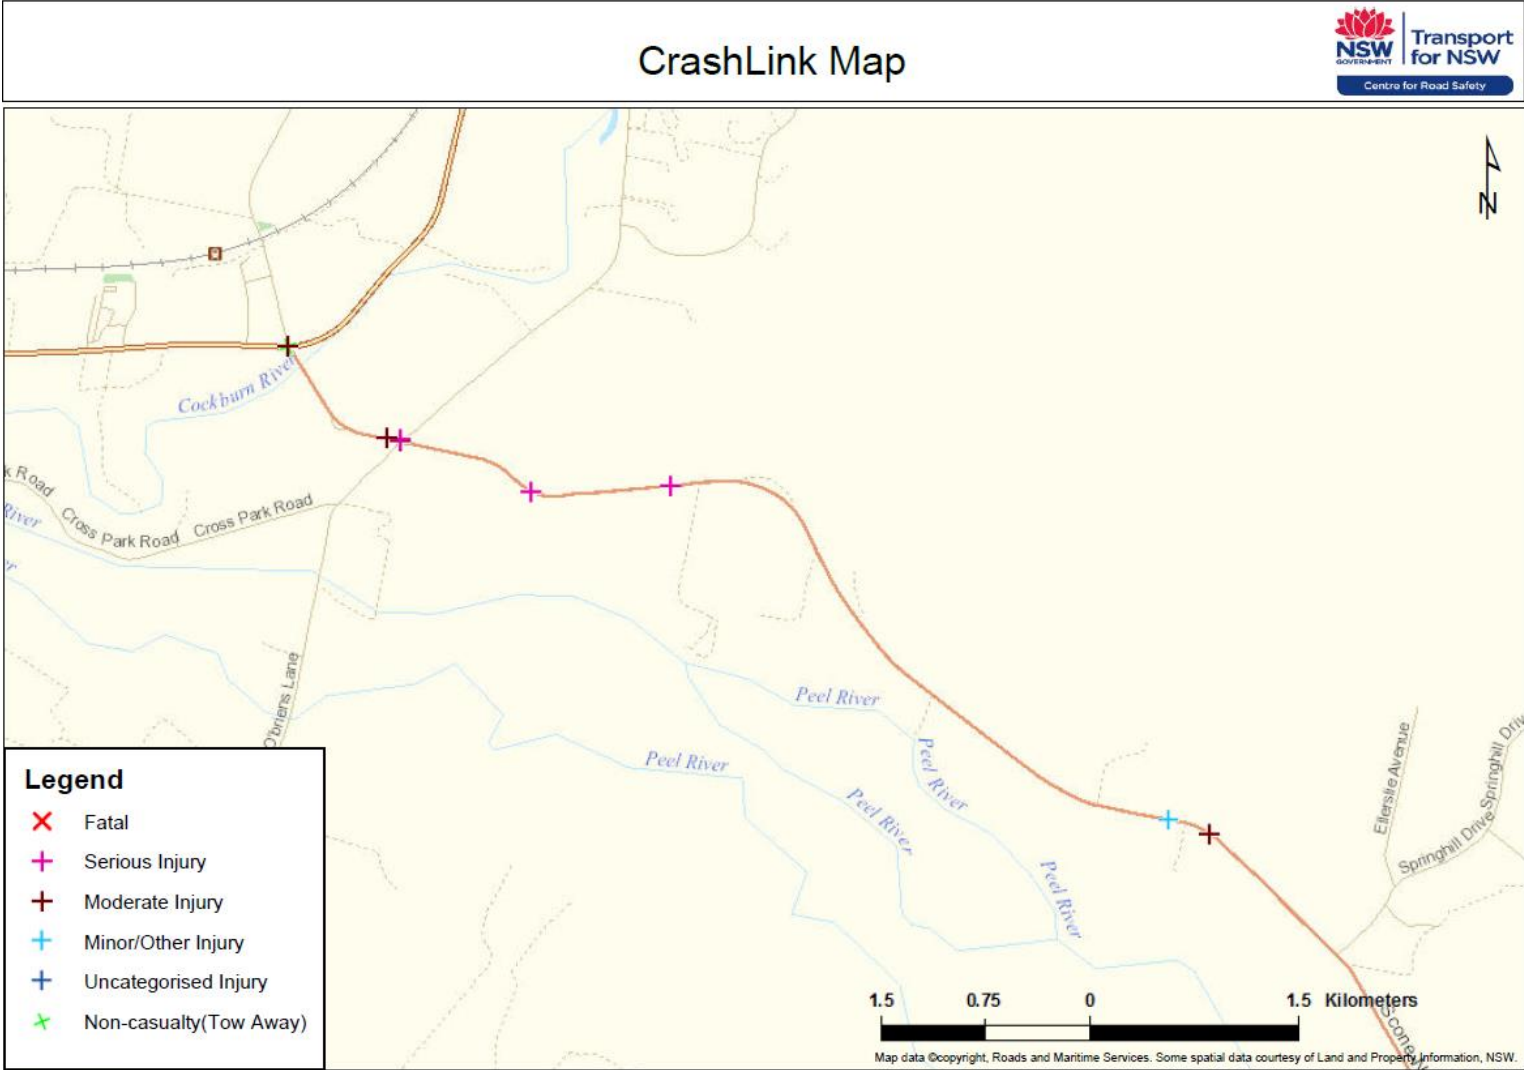 CrashLink Map
NSW
GOVERNMENT
Transport
for NSW
Centre for Road Safety
N
Cockburn River
k Road
River
Cross Park Road
Cross Park Road
er
O'briens Lane
Peel River
Peel River
Peel River
Peel River
Peel River
Ellerslie Avenue
Springhill Drive
Springhill Driv
Legend
Fatal
Serious Injury
Moderate Injury
Minor/Other Injury
Uncategorised Injury
Non-casualty(Tow Away)
1.5 0.75 0 1.5 Kilometers
Map data ©copyright, Roads and Maritime Services. Some spatial data courtesy of Land and Property Information, NSW.